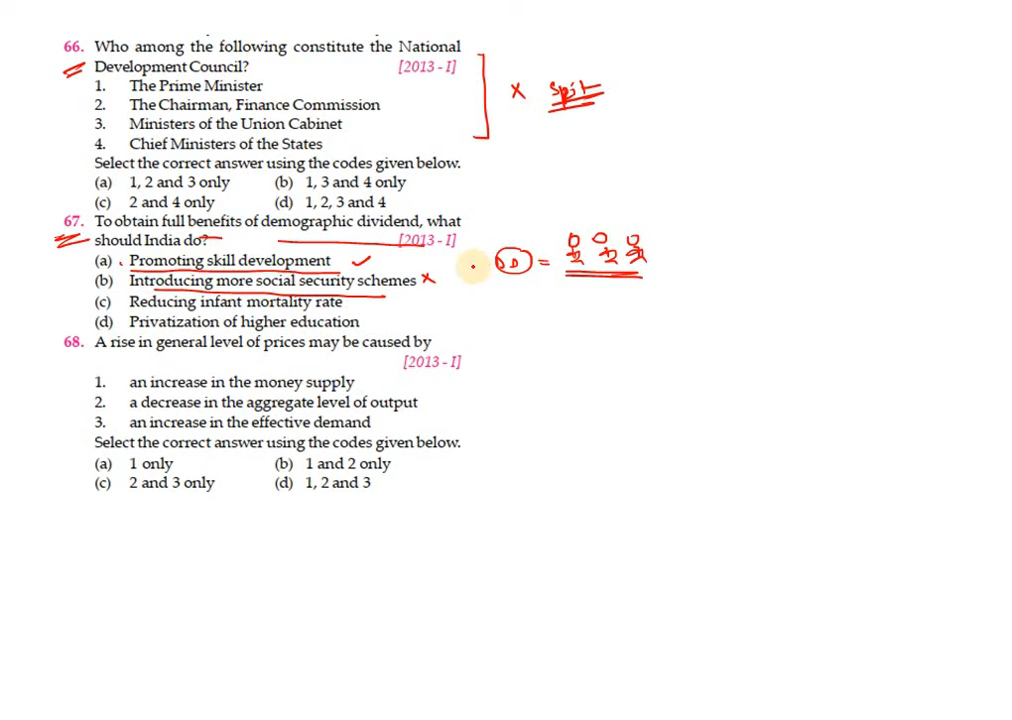 66. Who among the following constitute the National
Development Council? [2013 - I]
1. The Prime Minister
2. The Chairman, Finance Commission
3. Ministers of the Union Cabinet
4. Chief Ministers of the States
Select the correct answer using the codes given below.
(a) 1, 2 and 3 only (b) 1, 3 and 4 only
(c) 2 and 4 only (d) 1, 2, 3 and 4
67. To obtain full benefits of demographic dividend, what
should India do? [2013 - I]
(a) Promoting skill development
(b) Introducing more social security schemes
(c) Reducing infant mortality rate
(d) Privatization of higher education
DD =
68. A rise in general level of prices may be caused by
[2013 - I]
1. an increase in the money supply
2. a decrease in the aggregate level of output
3. an increase in the effective demand
Select the correct answer using the codes given below.
(a) 1 only (b) 1 and 2 only
(c) 2 and 3 only (d) 1, 2 and 3